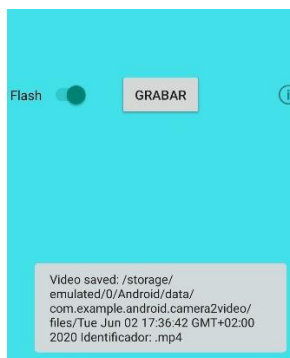 Flash GRABAR
Video saved: /storage/
emulated/0/Android/data/
com.example.android.camera2video/
files/Tue Jun 02 17:36:42 GMT+02:00
2020 Identificador: .mp4